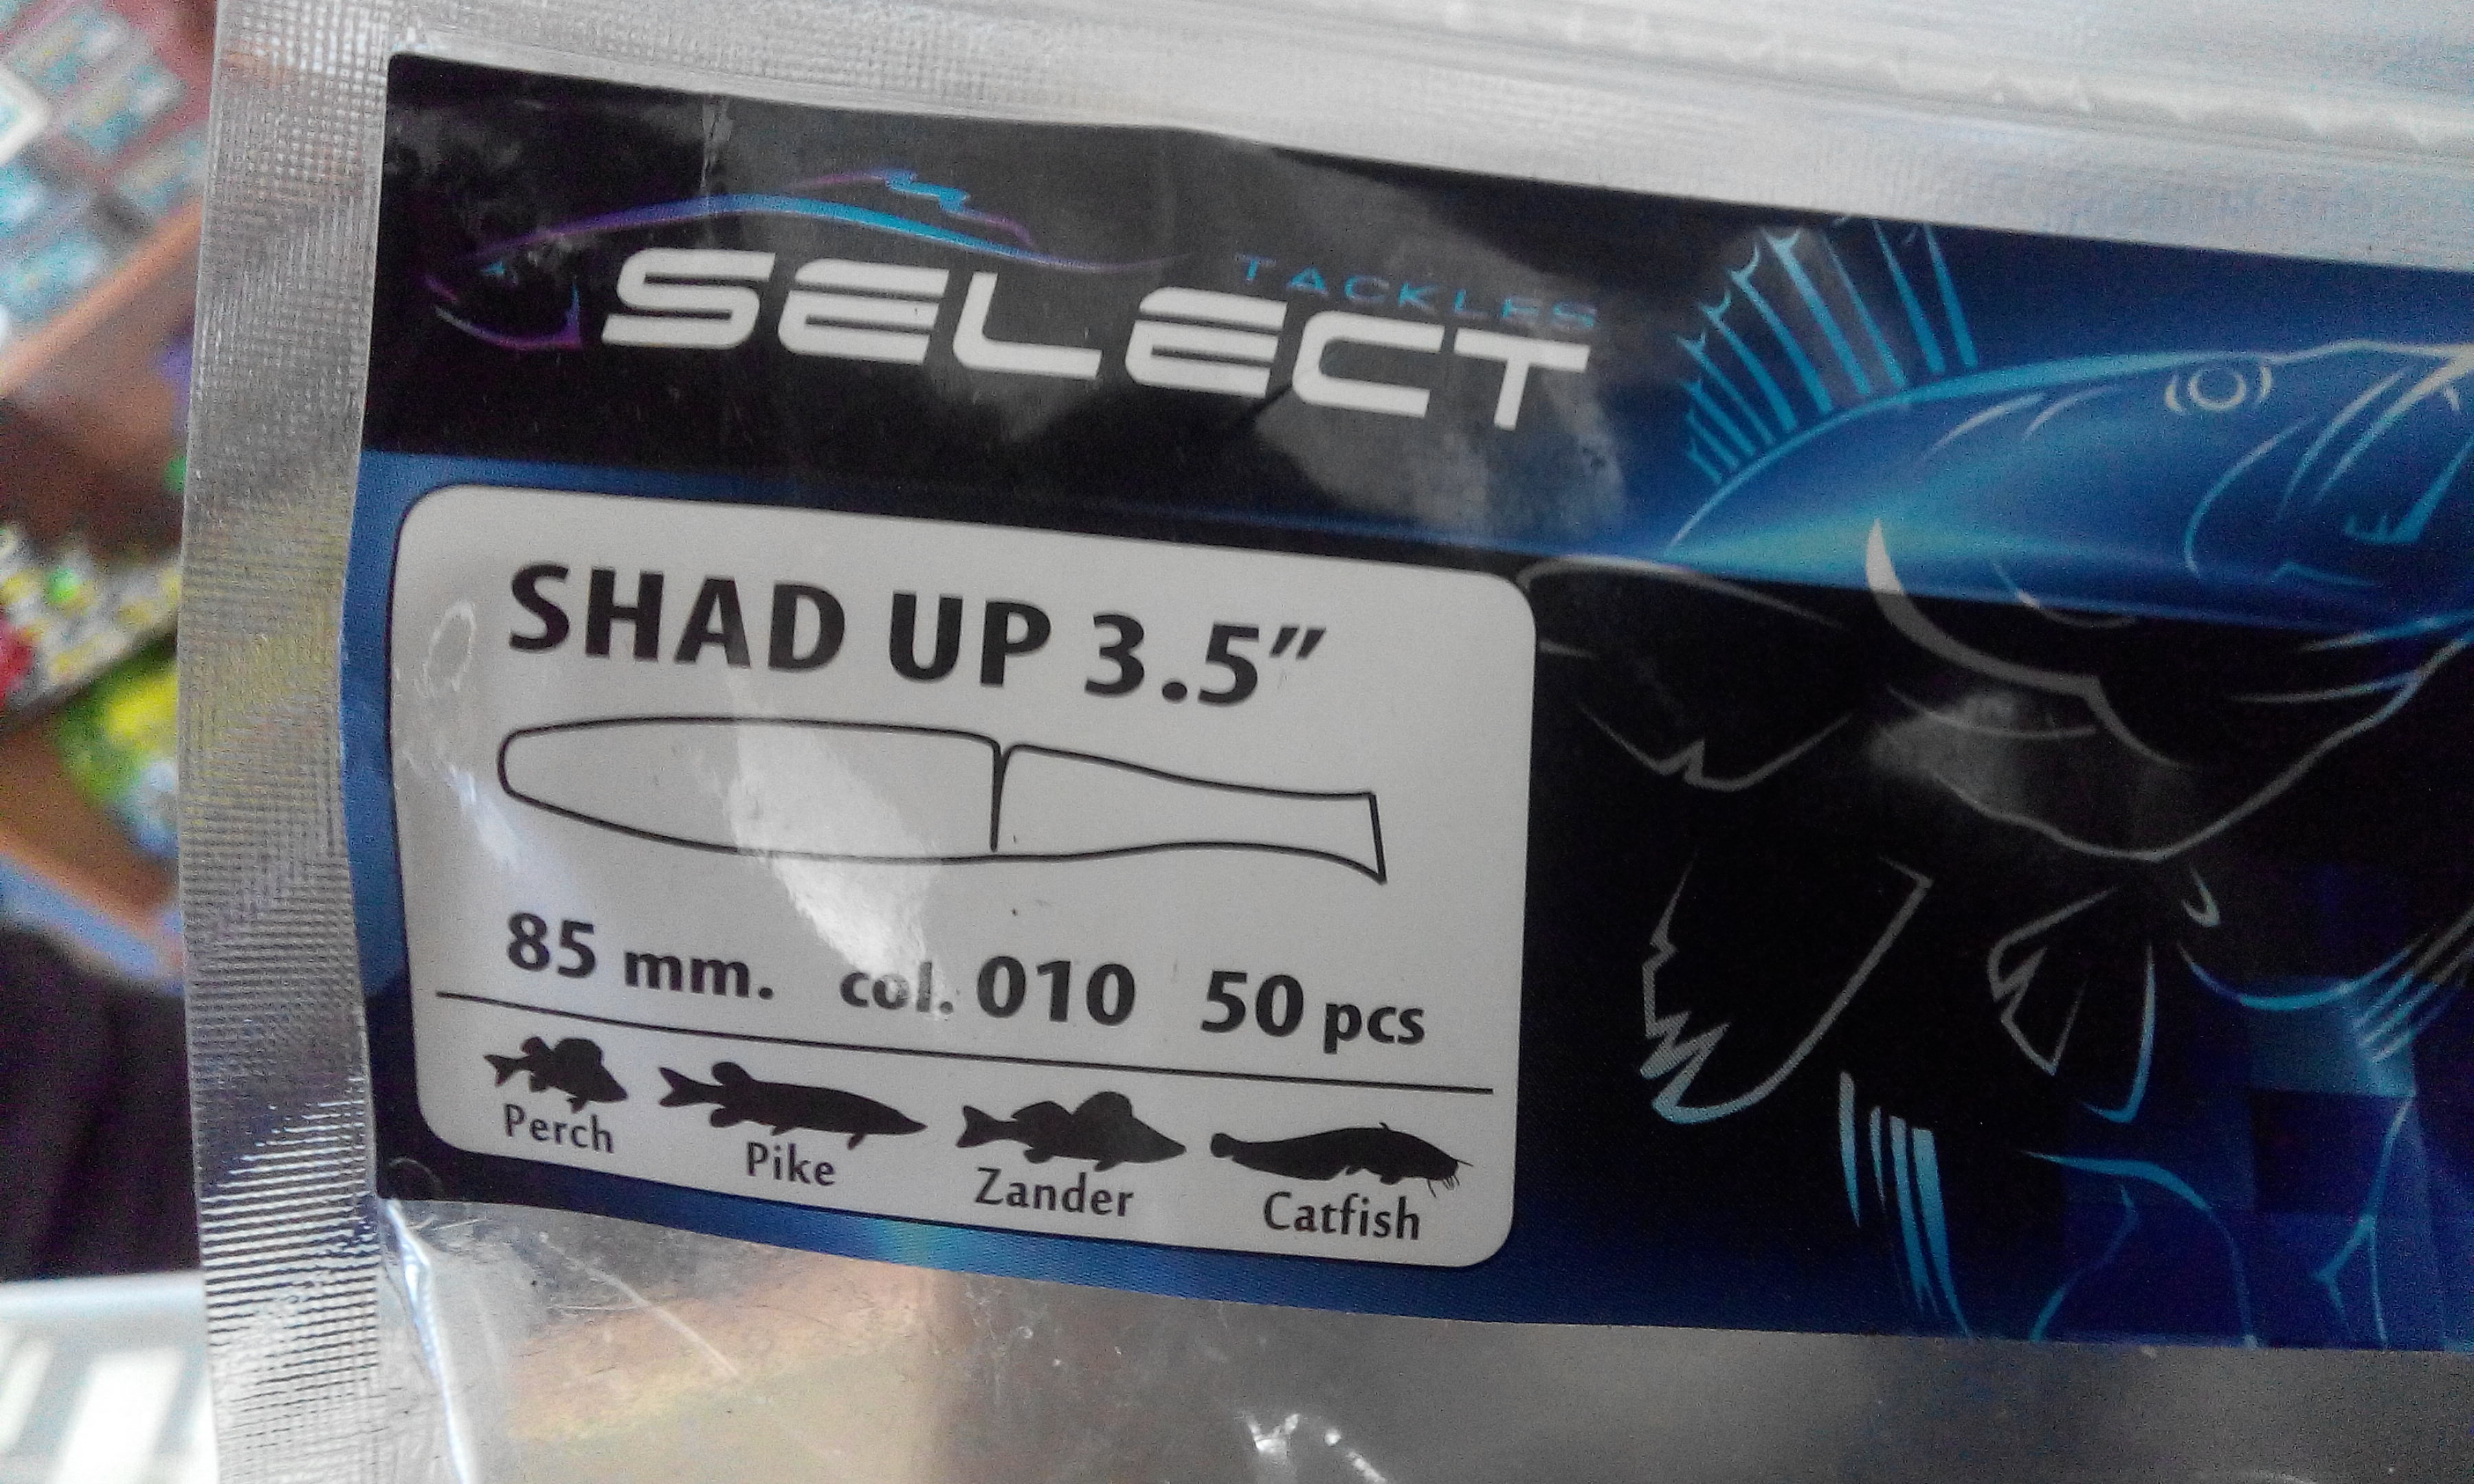 TACKLES
SELECT
SHAD UP 3.5″
85 mm. col. 010 50 pcs
Perch Pike Zander Catfish